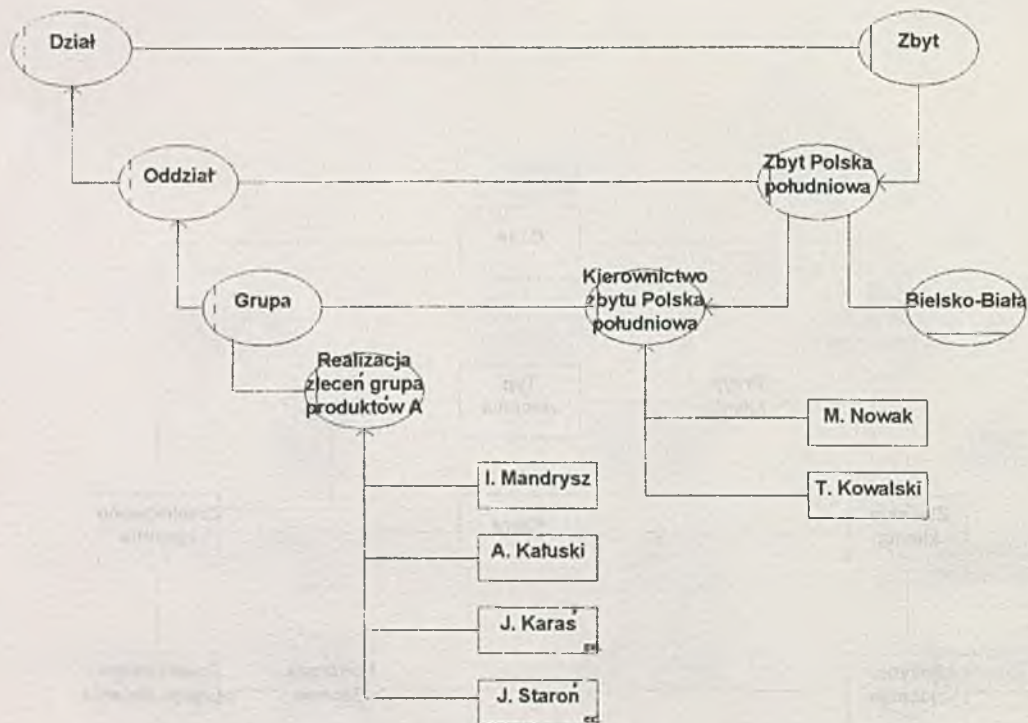 Dział
Zbyt
Oddział
Zbyt Polska
południowa
Grupa
Kierownictwo
zbytu Polska
południowa
Bielsko-Biała
Realizacja
zleceń grupa
produktów A
M. Nowak
T. Kowalski
I. Mandrysz
A. Kałuski
J. Karaś
J. Staroń